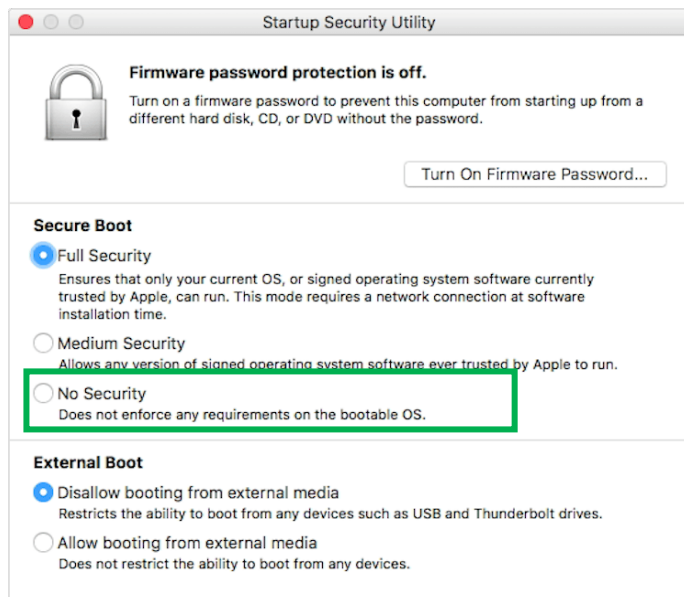 Startup Security Utility
Firmware password protection is off.
Turn on a firmware password to prevent this computer from starting up from a
different hard disk, CD, or DVD without the password.
Turn On Firmware Password...
Secure Boot
Full Security
Ensures that only your current OS, or signed operating system software currently
trusted by Apple, can run. This mode requires a network connection at software
installation time.
Medium Security
Allows any version of signed operating system software ever trusted by Apple to run.
No Security
Does not enforce any requirements on the bootable OS.
External Boot
Disallow booting from external media
Restricts the ability to boot from any devices such as USB and Thunderbolt drives.
Allow booting from external media
Does not restrict the ability to boot from any devices.